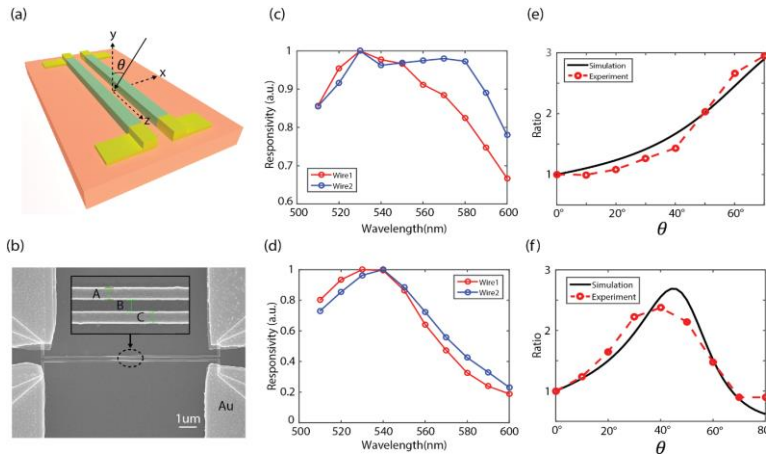 (a)
y
θ
x
z
(b)
A
B
C
Au
1um
(c)
Responsivity (a.u.)
1
0.9
0.8
0.7
0.6
Wire1
Wire2
500
520
540
560
580
600
Wavelength(nm)
(d)
Responsivity (a.u.)
1
0.8
0.6
0.4
0.2
0
Wire1
Wire2
500
520
540
560
580
600
Wavelength(nm)
(e)
Ratio
3
2
1
Simulation
Experiment
0°
20°
40°
60°
θ
(f)
Ratio
3
2
1
Simulation
Experiment
0°
20°
40°
60°
80°
θ